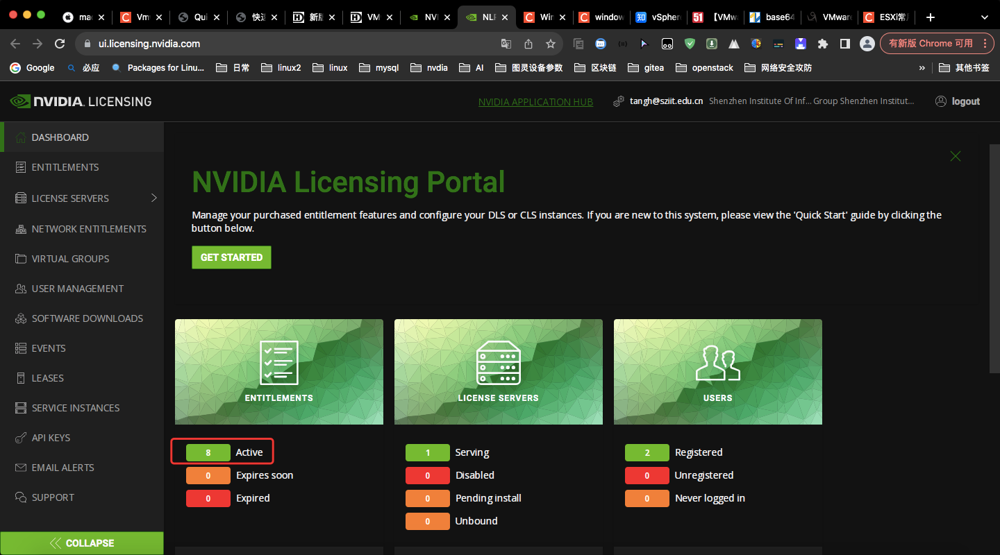 mac
Vmv
Qui
快速
新版
VM
NVI
NLP
Win
window
vSphere
【VMwa
base64
VMware
ESXi常用
ui.licensing.nvidia.com
有新版 Chrome 可用
Google
必应
Packages for Linu...
日常
linux2
linux
mysql
nvdia
AI
图灵设备参数
区块链
gitea
openstack
网络安全攻防
»
其他书签
NVIDIA. LICENSING
NVIDIA APPLICATION HUB
tangh@sziit.edu.cn
Shenzhen Institute Of Inf... Group Shenzhen Institut...
logout
DASHBOARD
ENTITLEMENTS
LICENSE SERVERS
NETWORK ENTITLEMENTS
VIRTUAL GROUPS
USER MANAGEMENT
SOFTWARE DOWNLOADS
EVENTS
LEASES
SERVICE INSTANCES
API KEYS
EMAIL ALERTS
SUPPORT
COLLAPSE
NVIDIA Licensing Portal
Manage your purchased entitlement features and configure your DLS or CLS instances. If you are new to this system, please view the 'Quick Start' guide by clicking the
button below.
GET STARTED
ENTITLEMENTS
8 Active
0 Expires soon
0 Expired
LICENSE SERVERS
1 Serving
0 Disabled
0 Pending install
0 Unbound
USERS
2 Registered
0 Unregistered
0 Never logged in